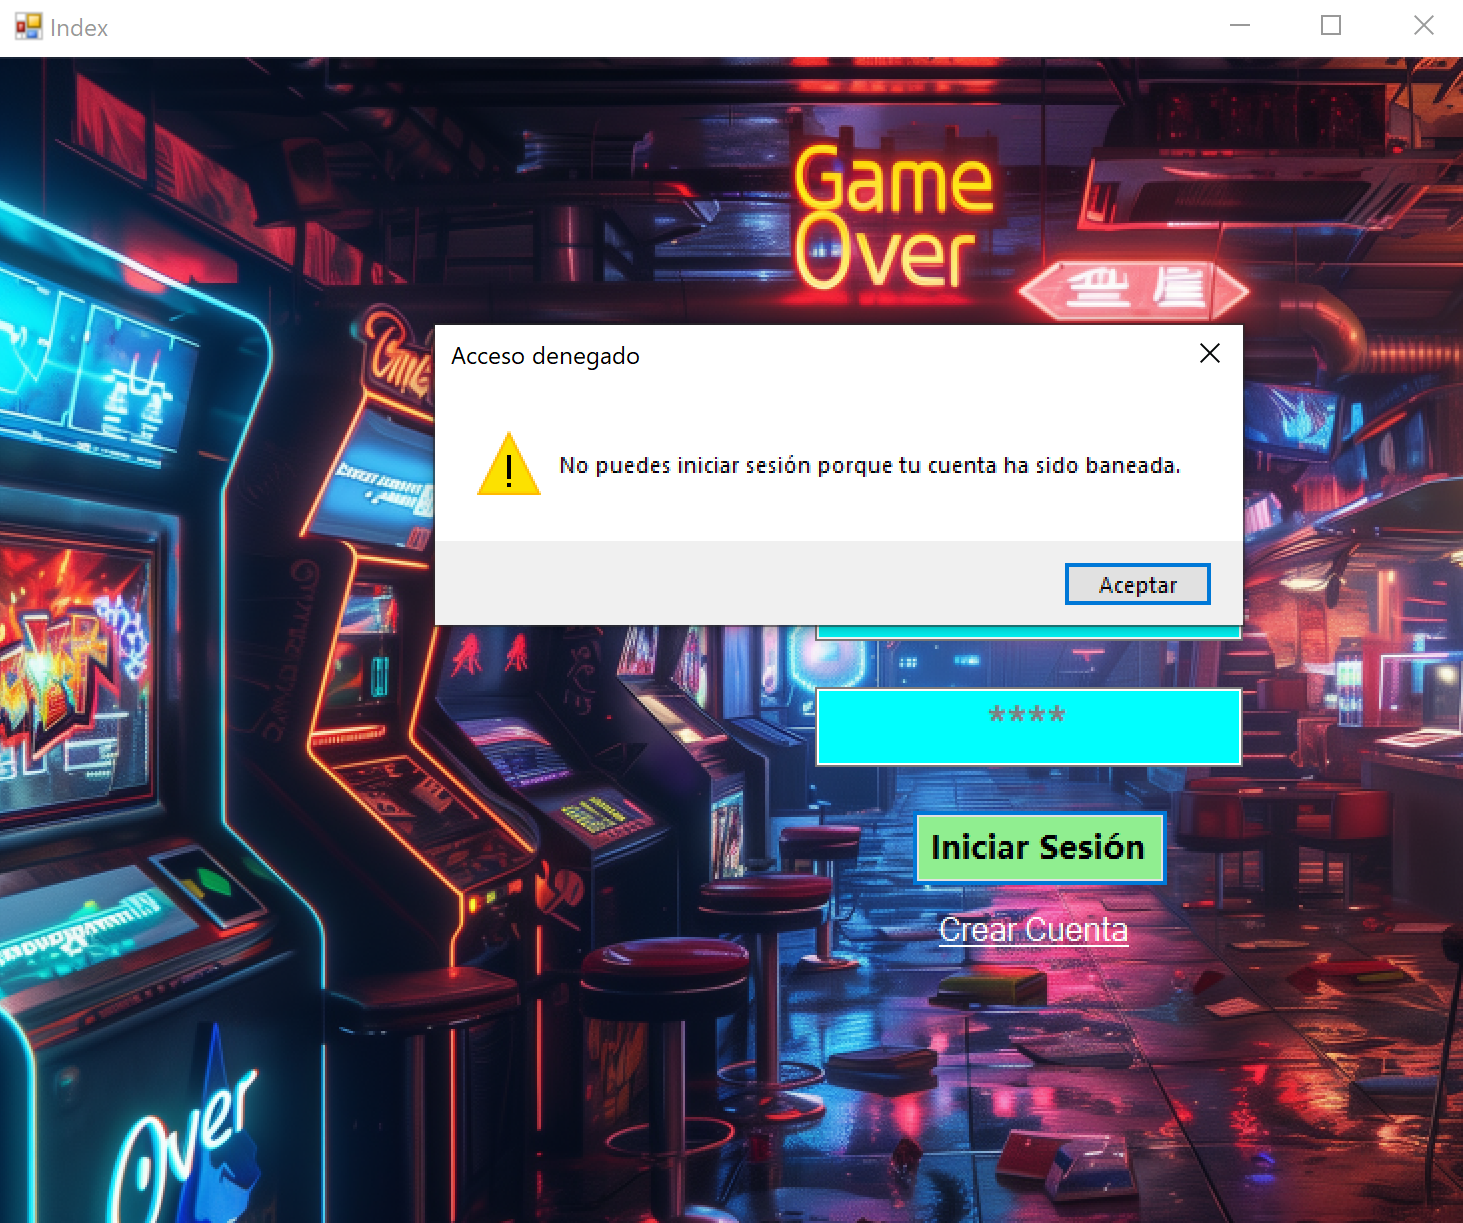 Index
Game
Over
Acceso denegado
No puedes iniciar sesión porque tu cuenta ha sido baneada.
Aceptar
****
Iniciar Sesión
Crear Cuenta
Over